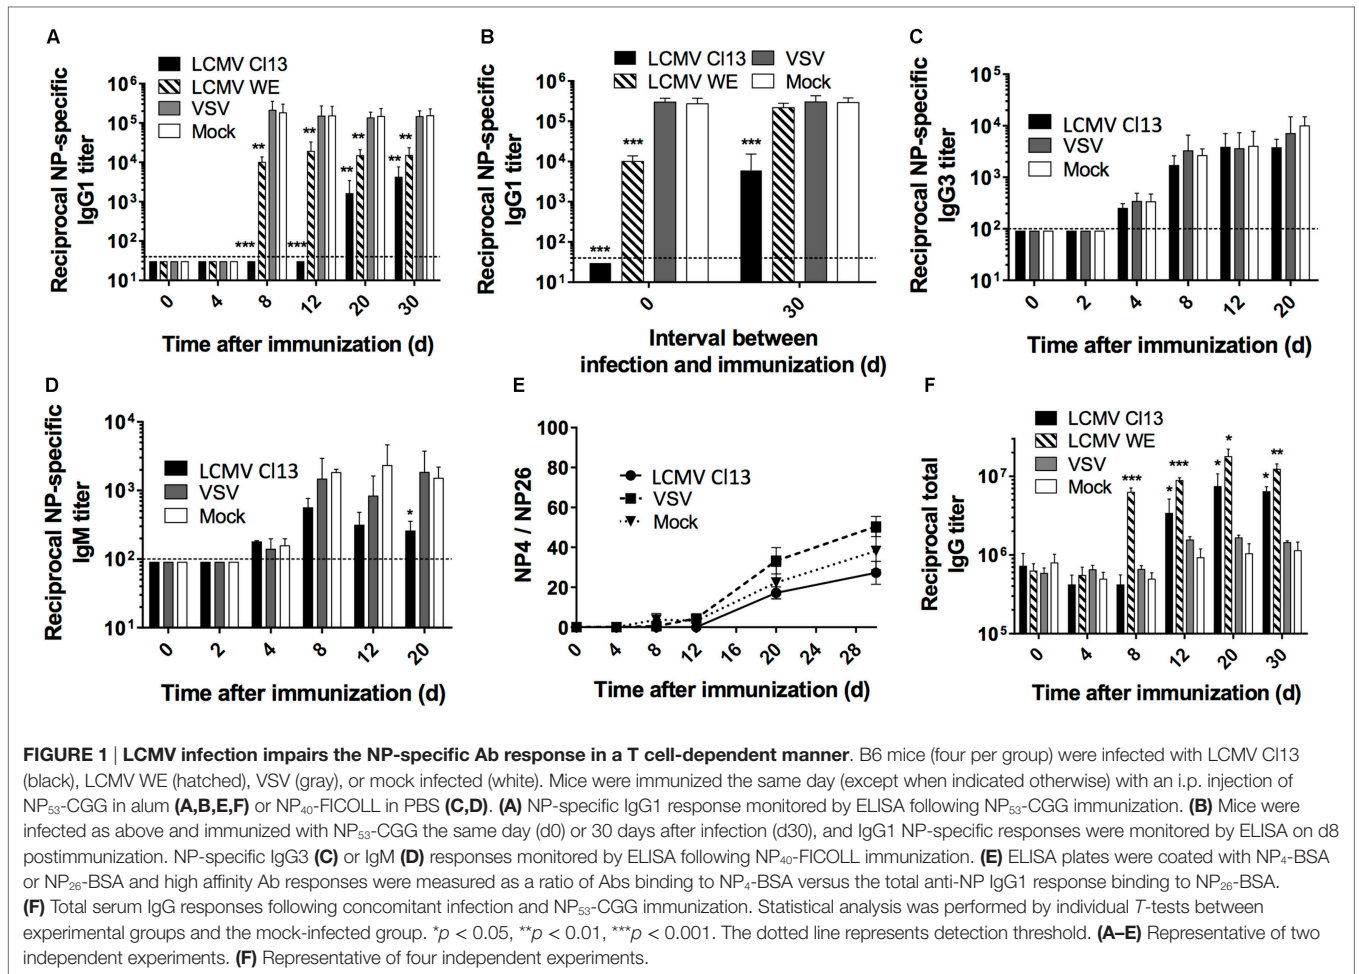 A
LCMV Cl13
LCMV WE
VSV
Mock
Reciprocal NP-specific
IgG1 titer
10⁶
10⁵
10⁴
10³
10²
10¹
*** ** *** ** ** ** ** **
0 4 8 12 20 30
Time after immunization (d)
B
LCMV Cl13 VSV
LCMV WE Mock
Reciprocal NP-specific
IgG1 titer
10⁶
10⁵
10⁴
10³
10²
10¹
*** *** ***
0 30
Interval between
infection and immunization (d)
C
LCMV Cl13
VSV
Mock
Reciprocal NP-specific
IgG3 titer
10⁵
10⁴
10³
10²
10¹
0 2 4 8 12 20
Time after immunization (d)
D
LCMV Cl13
VSV
Mock
Reciprocal NP-specific
IgM titer
10⁴
10³
10²
10¹
*
0 2 4 8 12 20
Time after immunization (d)
E
LCMV Cl13
VSV
Mock
NP4 / NP26
100
80
60
40
20
0
0 4 8 12 16 20 24 28
Time after immunization (d)
F
LCMV Cl13
LCMV WE
VSV
Mock
Reciprocal total
IgG titer
10⁷
10⁶
10⁵
*** * *** * * * **
0 4 8 12 20 30
Time after immunization (d)
FIGURE 1 | LCMV infection impairs the NP-specific Ab response in a T cell-dependent manner. B6 mice (four per group) were infected with LCMV Cl13
(black), LCMV WE (hatched), VSV (gray), or mock infected (white). Mice were immunized the same day (except when indicated otherwise) with an i.p. injection of
NP₅₃-CGG in alum (A,B,E,F) or NP₄₀-FICOLL in PBS (C,D). (A) NP-specific IgG1 response monitored by ELISA following NP₅₃-CGG immunization. (B) Mice were
infected as above and immunized with NP₅₃-CGG the same day (d0) or 30 days after infection (d30), and IgG1 NP-specific responses were monitored by ELISA on d8
postimmunization. NP-specific IgG3 (C) or IgM (D) responses monitored by ELISA following NP₄₀-FICOLL immunization. (E) ELISA plates were coated with NP₄-BSA
or NP₂₆-BSA and high affinity Ab responses were measured as a ratio of Abs binding to NP₄-BSA versus the total anti-NP IgG1 response binding to NP₂₆-BSA.
(F) Total serum IgG responses following concomitant infection and NP₅₃-CGG immunization. Statistical analysis was performed by individual T-tests between
experimental groups and the mock-infected group. *p < 0.05, **p < 0.01, ***p < 0.001. The dotted line represents detection threshold. (A–E) Representative of two
independent experiments. (F) Representative of four independent experiments.